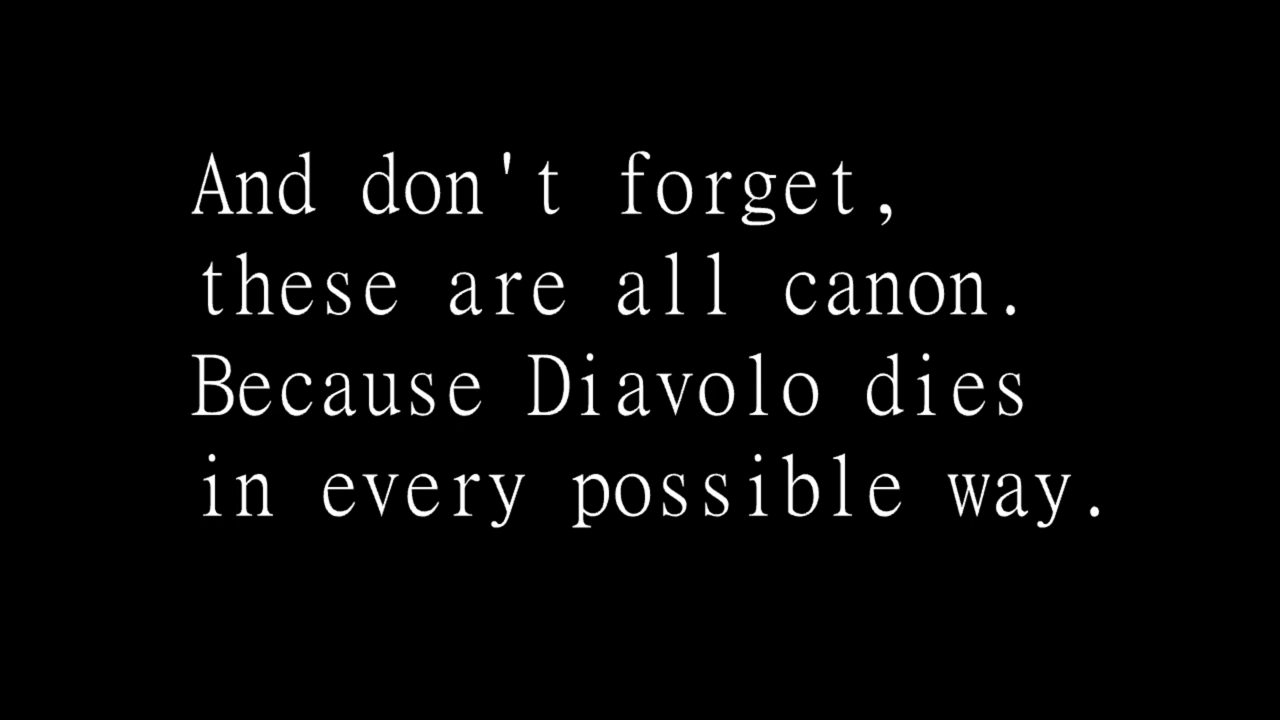 And don't forget,
these are all canon.
Because Diavolo dies
in every possible way.